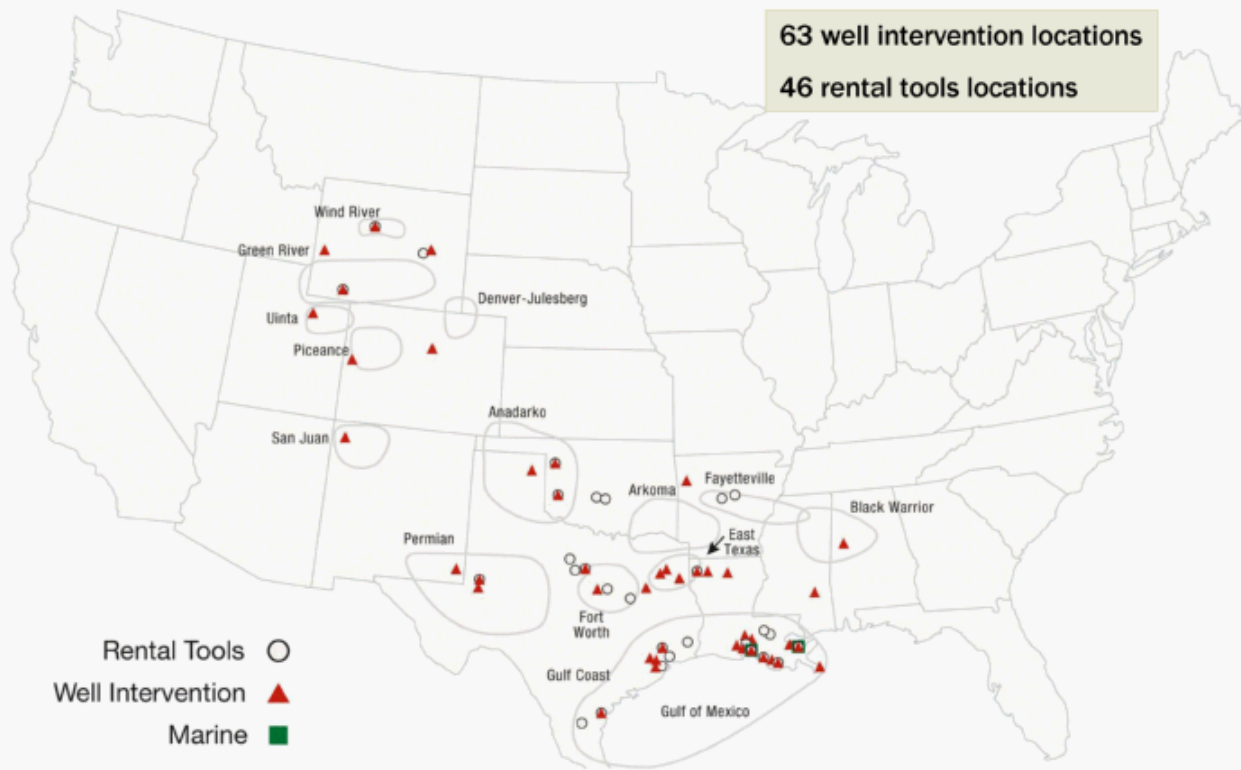 63 well intervention locations
46 rental tools locations
Wind River
Green River
Denver-Julesberg
Uinta
Piceance
Anadarko
San Juan
Arkoma
Fayetteville
Black Warrior
East
Texas
Permian
Fort
Worth
Gulf Coast
Gulf of Mexico
Rental Tools
Well Intervention
Marine